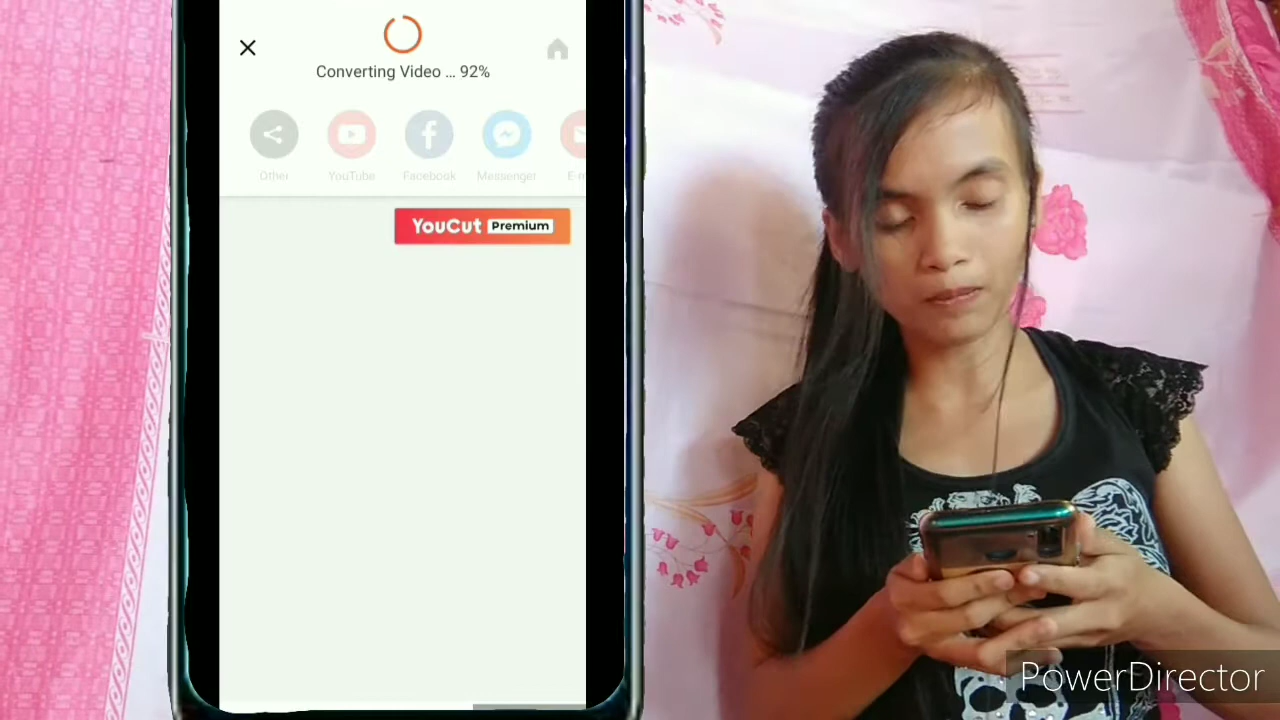 Converting Video ... 92%
Other
YouTube
Facebook
Messenger
YouCut Premium
PowerDirector